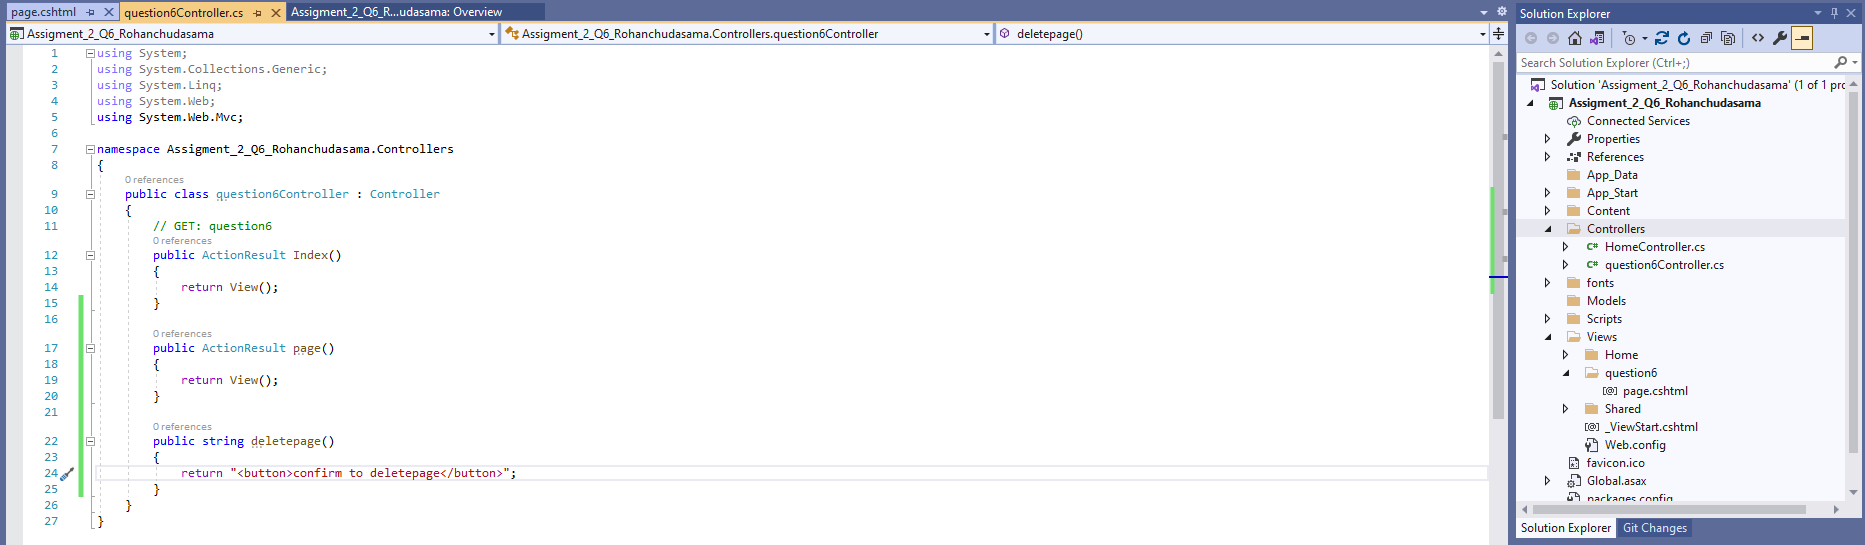 page.cshtml
question6Controller.cs
Assigment_2_Q6_R...udasama: Overview
Assigment_2_Q6_Rohanchudasama
Assigment_2_Q6_Rohanchudasama.Controllers.question6Controller
deletepage()
1 using System;
2 using System.Collections.Generic;
3 using System.Linq;
4 using System.Web;
5 using System.Web.Mvc;
6
7 namespace Assigment_2_Q6_Rohanchudasama.Controllers
8 {
0 references
9 public class question6Controller : Controller
10 {
11 // GET: question6
0 references
12 public ActionResult Index()
13 {
14 return View();
15 }
16
0 references
17 public ActionResult page()
18 {
19 return View();
20 }
21
0 references
22 public string deletepage()
23 {
24 return "<button>confirm to deletepage</button>";
25 }
26 }
27 }
Solution Explorer
Search Solution Explorer (Ctrl+;)
Solution 'Assigment_2_Q6_Rohanchudasama' (1 of 1 prc
Assigment_2_Q6_Rohanchudasama
Connected Services
Properties
References
App_Data
App_Start
Content
Controllers
C# HomeController.cs
C# question6Controller.cs
fonts
Models
Scripts
Views
Home
question6
[@] page.cshtml
Shared
[@] _ViewStart.cshtml
Web.config
favicon.ico
Global.asax
packages.config
Solution Explorer
Git Changes